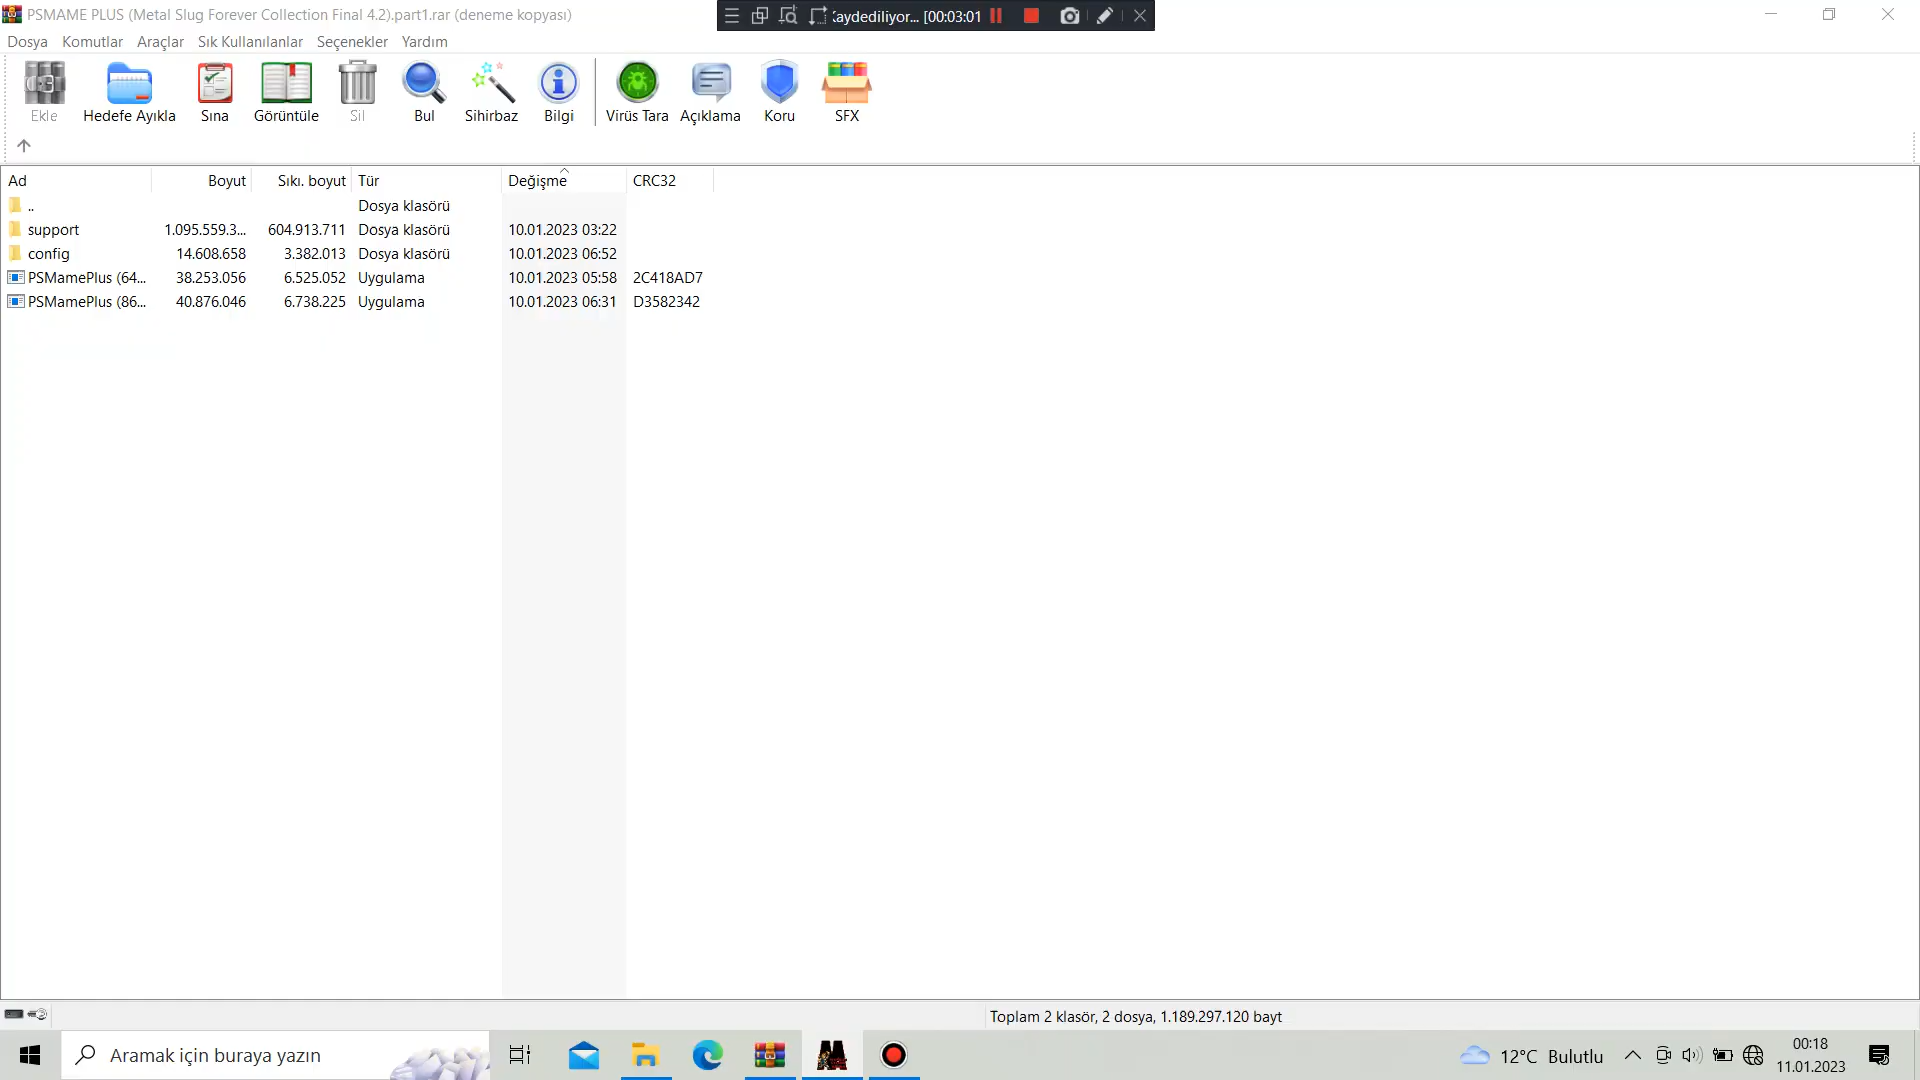 PSMAME PLUS (Metal Slug Forever Collection Final 4.2).part1.rar (deneme kopyası)
aydediliyor... [00:03:01
Dosya Komutlar Araçlar Sık Kullanılanlar Seçenekler Yardım
Ekle Hedefe Ayıkla Sına Görüntüle Sil Bul Sihirbaz Bilgi Virüs Tara Açıklama Koru SFX
Ad Boyut Sıkı. boyut Tür Değişme CRC32
.. Dosya klasörü
support 1.095.559.3... 604.913.711 Dosya klasörü 10.01.2023 03:22
config 14.608.658 3.382.013 Dosya klasörü 10.01.2023 06:52
PSMamePlus (64... 38.253.056 6.525.052 Uygulama 10.01.2023 05:58 2C418AD7
PSMamePlus (86... 40.876.046 6.738.225 Uygulama 10.01.2023 06:31 D3582342
Toplam 2 klasör, 2 dosya, 1.189.297.120 bayt
Aramak için buraya yazın
12°C Bulutlu
00:18
11.01.2023